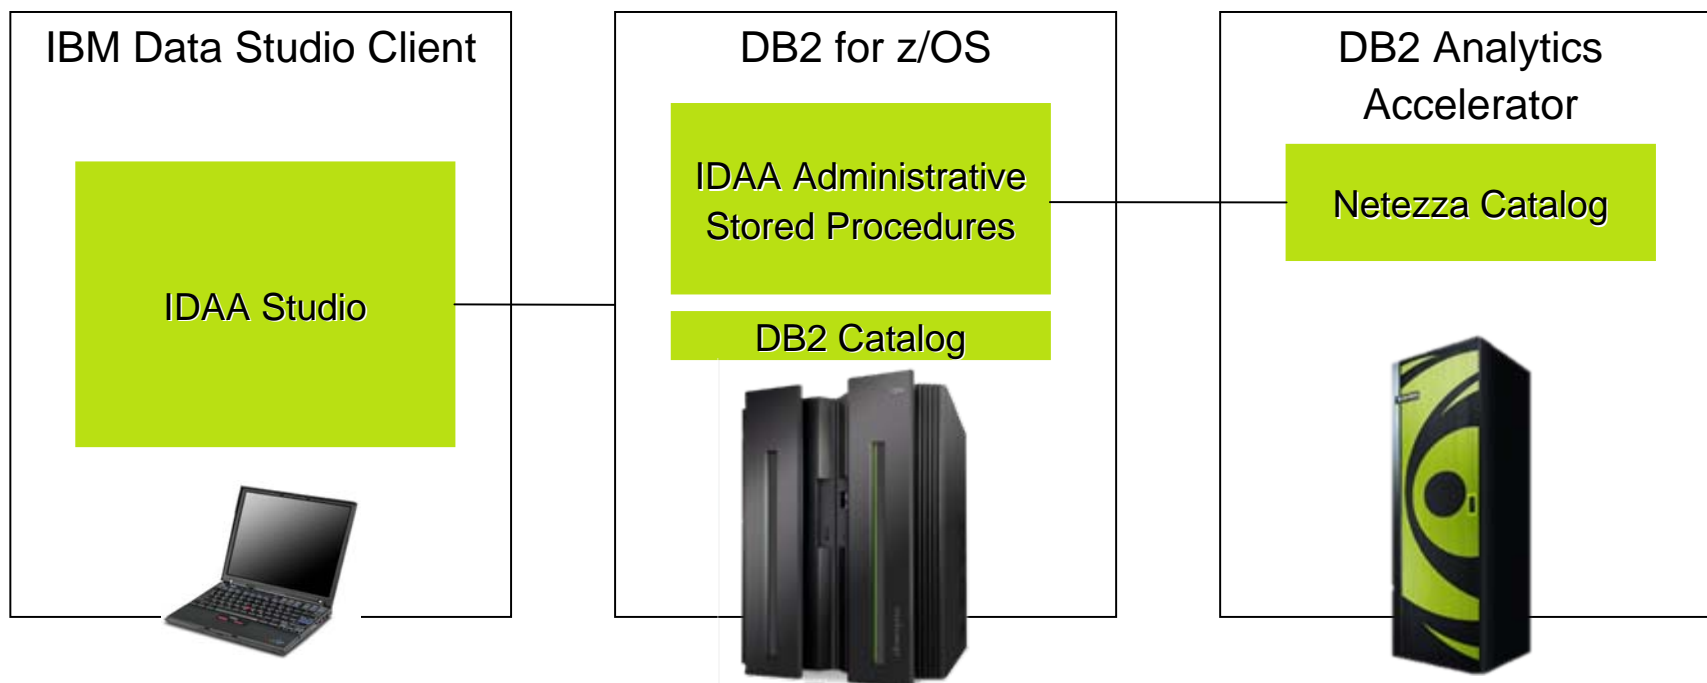 IBM Data Studio Client
IDAA Studio
DB2 for z/OS
IDAA Administrative
Stored Procedures
DB2 Catalog
DB2 Analytics
Accelerator
Netezza Catalog